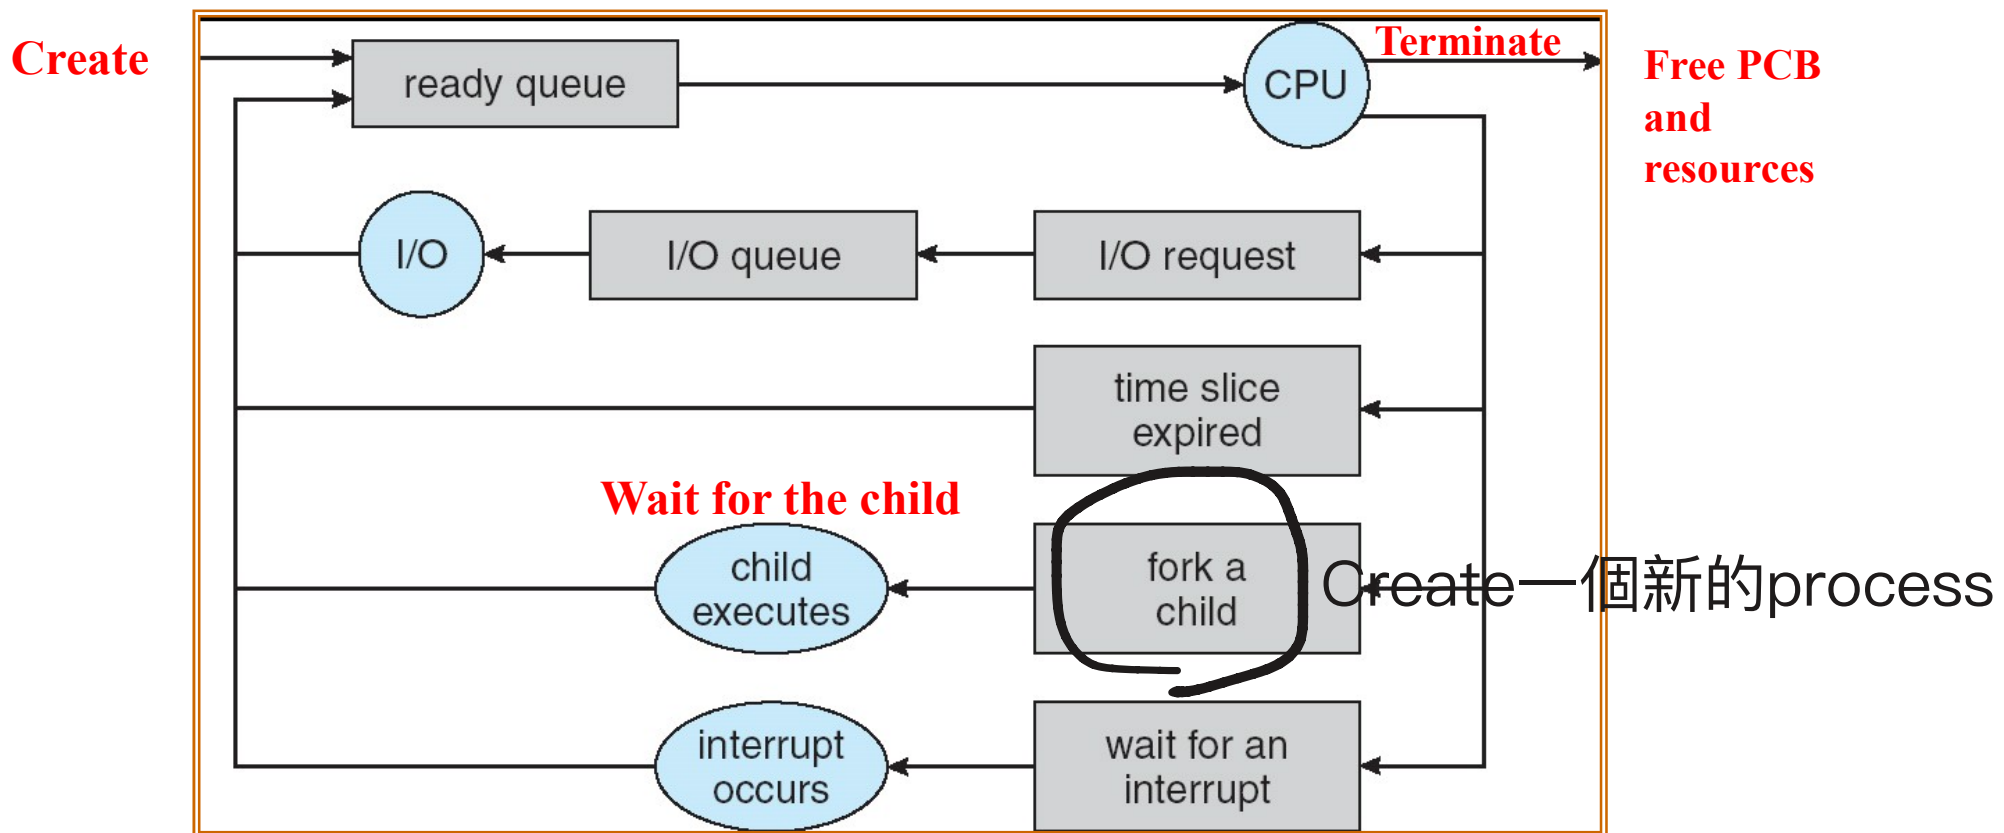 Create
ready queue
CPU
Terminate
Free PCB
and
resources
I/O
I/O queue
I/O request
time slice
expired
Wait for the child
child
executes
fork a
child
Create一個新的process
interrupt
occurs
wait for an
interrupt